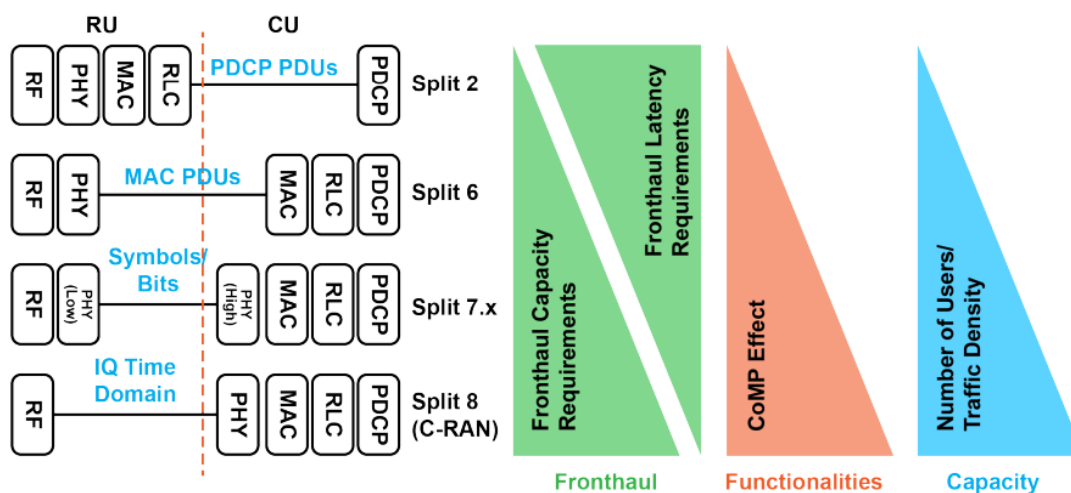 RU
CU
RF
PHY
MAC
RLC
PDCP PDUs
PDCP
Split 2
RF
PHY
MAC PDUs
MAC
RLC
PDCP
Split 6
RF
PHY
(Low)
Symbols/
Bits
PHY
(High)
MAC
RLC
PDCP
Split 7.x
RF
IQ Time
Domain
PHY
MAC
RLC
PDCP
Split 8
(C-RAN)
Fronthaul Capacity
Requirements
Fronthaul Latency
Requirements
CoMP Effect
Number of Users/
Traffic Density
Fronthaul
Functionalities
Capacity